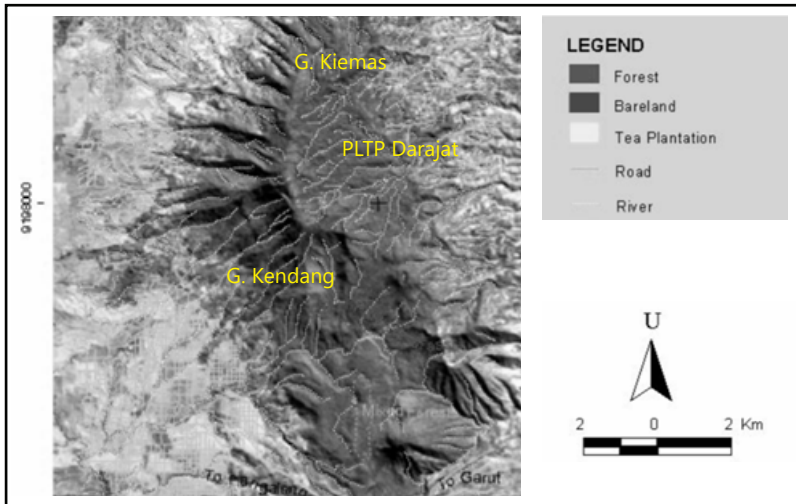 G. Kiemas
PLTP Darajat
9198000
G. Kendang
To Garut
LEGEND
Forest
Bareland
Tea Plantation
Road
River
U
2 0 2 Km